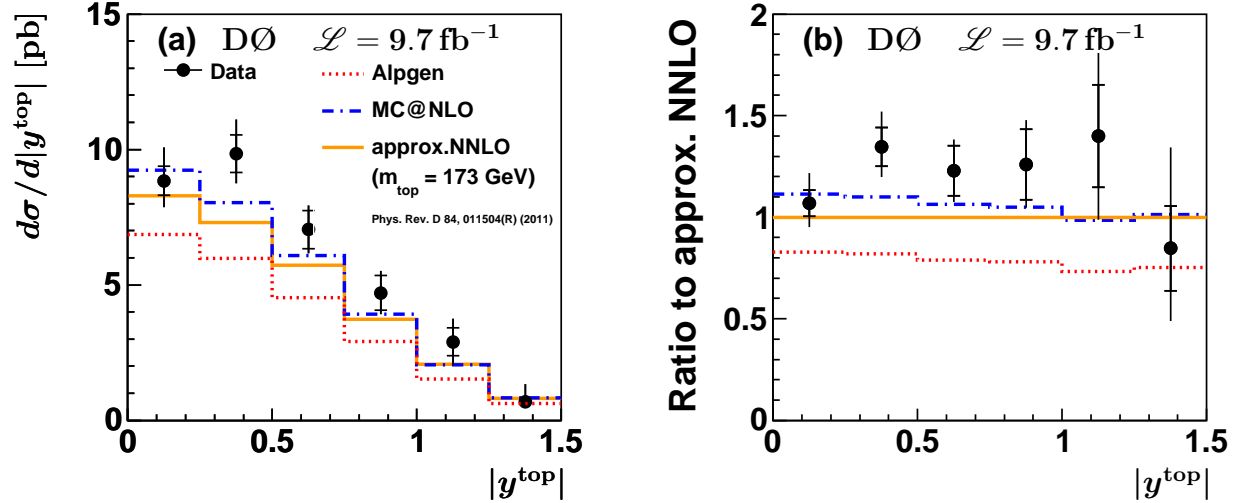 (a) DØ ℒ = 9.7 fb⁻¹
Data
Alpgen
MC@NLO
approx.NNLO
(m_top = 173 GeV)
Phys. Rev. D 84, 011504(R) (2011)
dσ/d|y^top| [pb]
15
10
5
0
0 0.5 1 1.5
|y^top|
(b) DØ ℒ = 9.7 fb⁻¹
Ratio to approx. NNLO
2
1.5
1
0.5
0
0 0.5 1 1.5
|y^top|